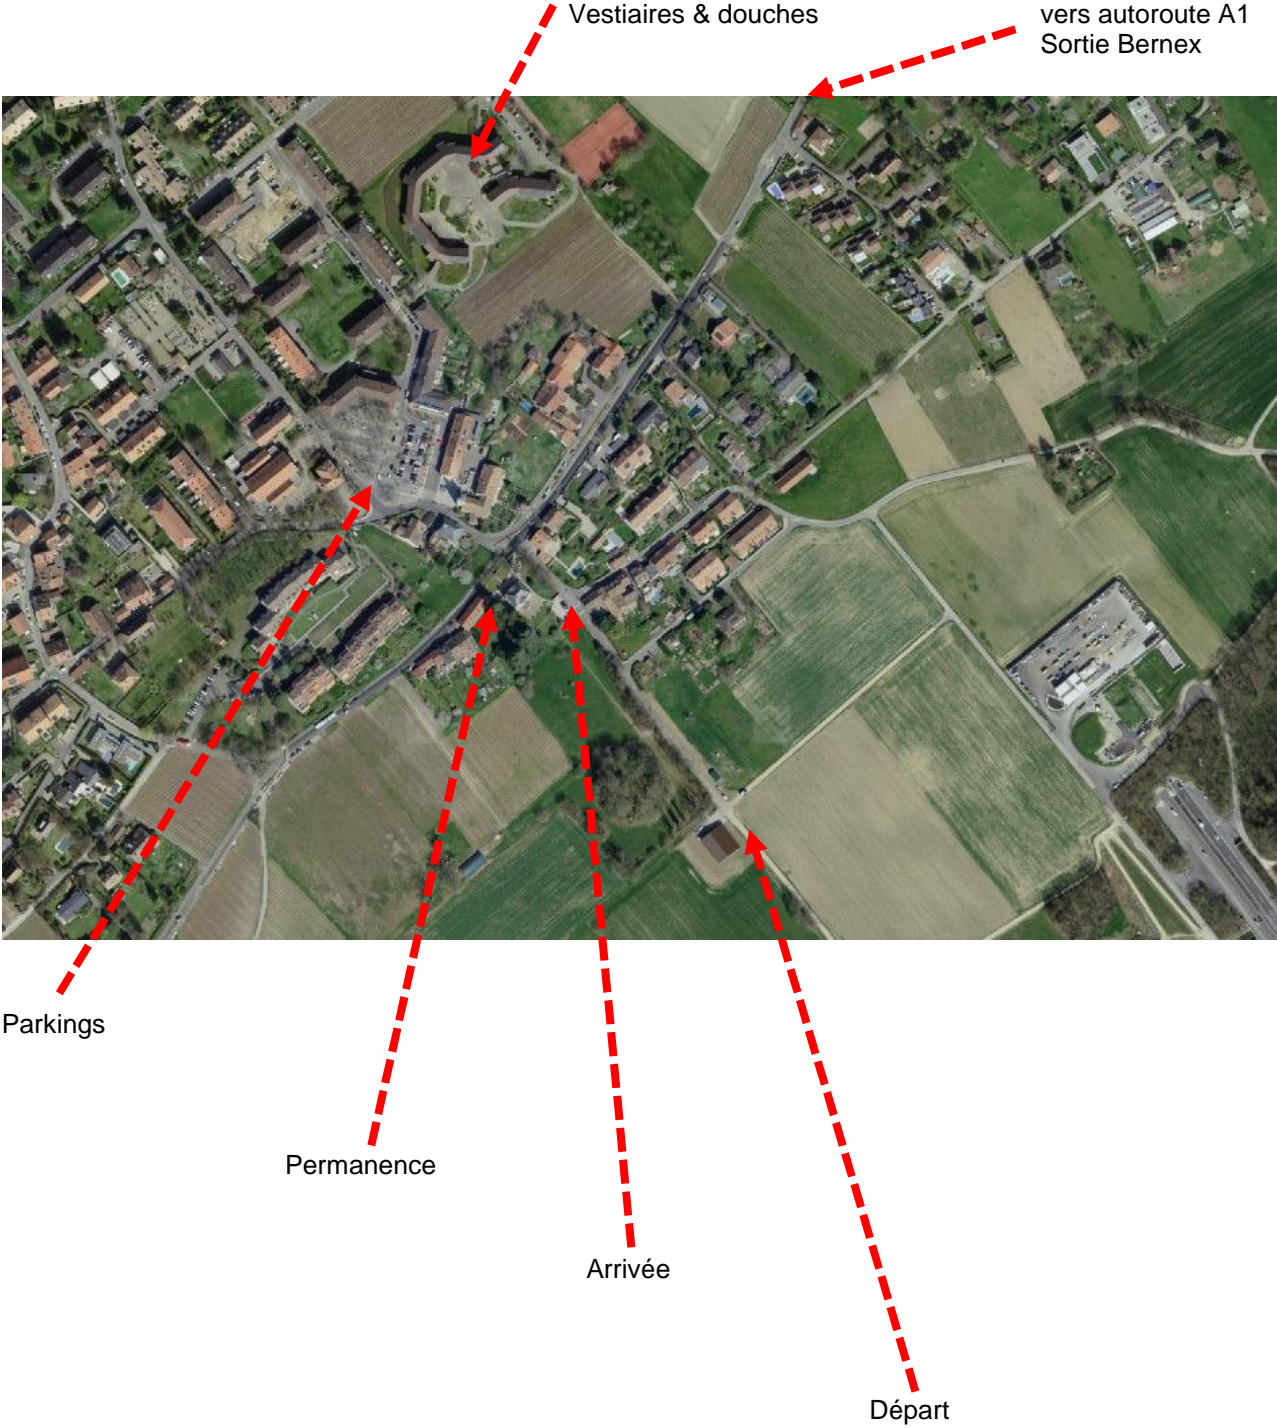 Vestiaires & douches
vers autoroute A1
Sortie Bernex
Parkings
Permanence
Arrivée
Départ